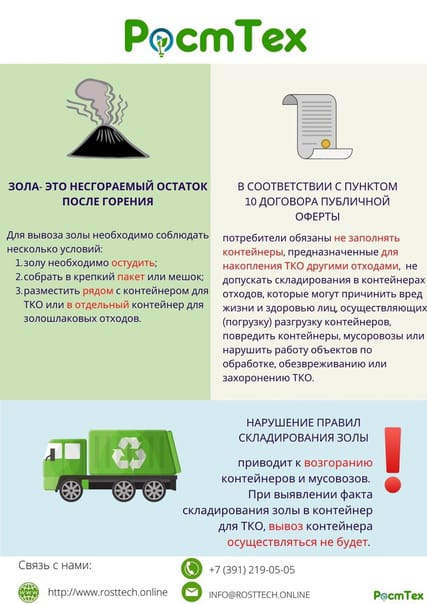 РостТех
ЗОЛА- ЭТО НЕСГОРАЕМЫЙ ОСТАТОК
ПОСЛЕ ГОРЕНИЯ
Для вывоза золы необходимо соблюдать
несколько условий:
1.золу необходимо остудить;
2.собрать в крепкий пакет или мешок;
3.разместить рядом с контейнером для
ТКО или в отдельный контейнер для
золошлаковых отходов.
В СООТВЕТСТВИИ С ПУНКТОМ
10 ДОГОВОРА ПУБЛИЧНОЙ
ОФЕРТЫ
потребители обязаны не заполнять
контейнеры, предназначенные для
накопления ТКО другими отходами, не
допускать складирования в контейнерах
отходов, которые могут причинить вред
жизни и здоровью лиц, осуществляющих
(погрузку) разгрузку контейнеров,
повредить контейнеры, мусоровозы или
нарушить работу объектов по
обработке, обезвреживанию или
захоронению ТКО.
НАРУШЕНИЕ ПРАВИЛ
СКЛАДИРОВАНИЯ ЗОЛЫ
приводит к возгоранию
контейнеров и мусовозов.
При выявлении факта
складирования золы в контейнер
для ТКО, вывоз контейнера
осуществляться не будет.
Связь с нами:
http://www.rosttech.online
+7 (391) 219-05-05
INFO@ROSTTECH.ONLINE
РостТех